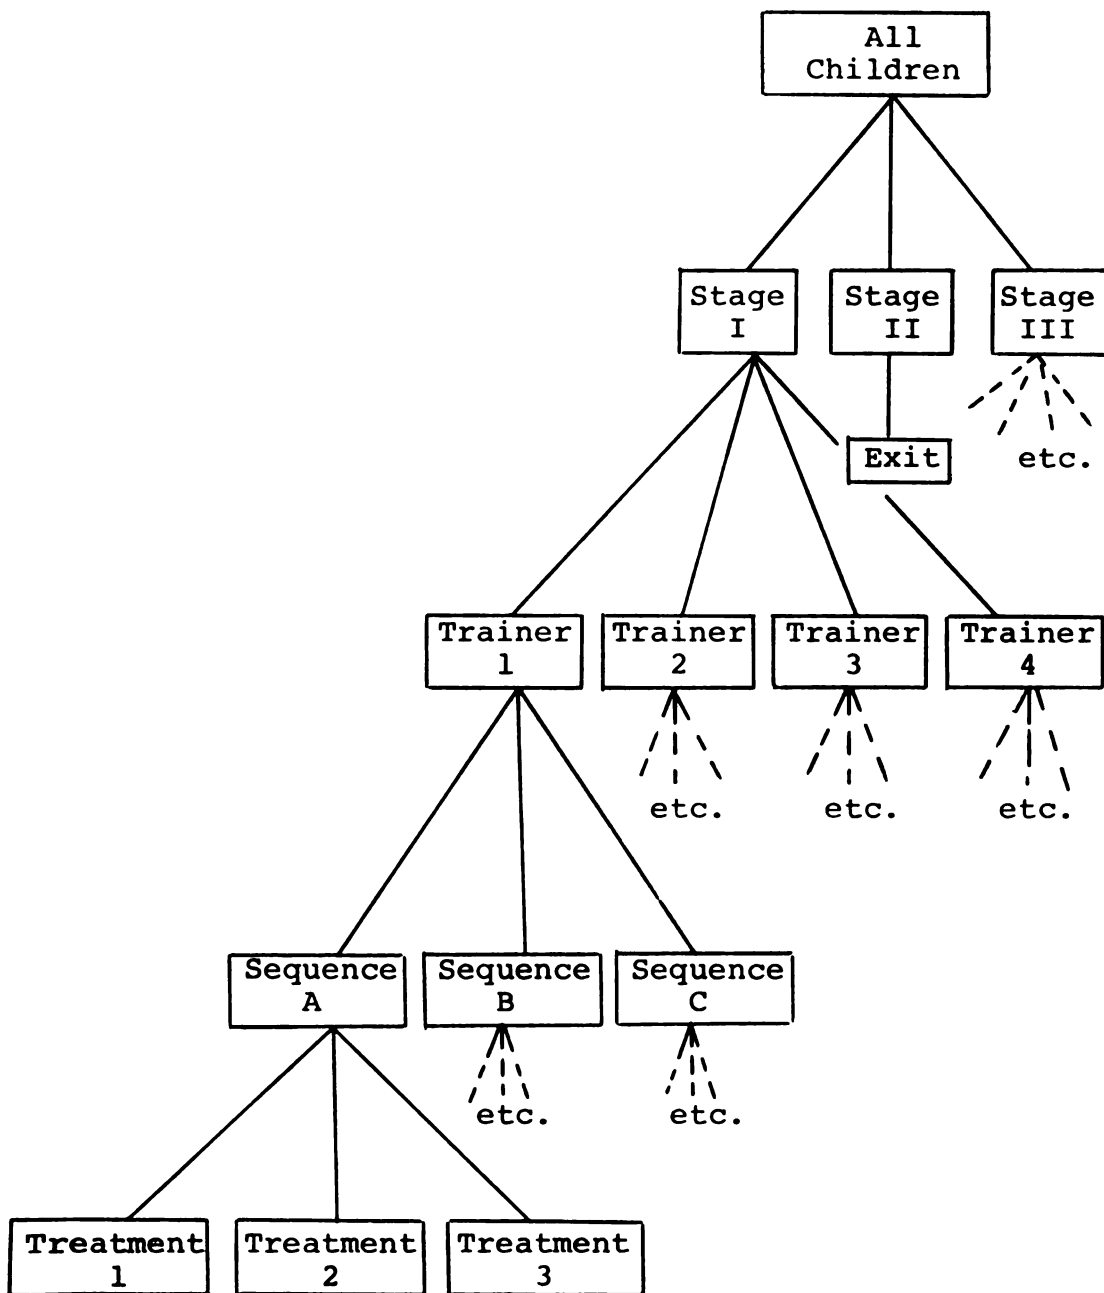 All
Children
Stage
I
Stage
II
Stage
III
Exit
etc.
Trainer
1
Trainer
2
Trainer
3
Trainer
4
etc.
etc.
etc.
Sequence
A
Sequence
B
Sequence
C
etc.
etc.
Treatment
1
Treatment
2
Treatment
3